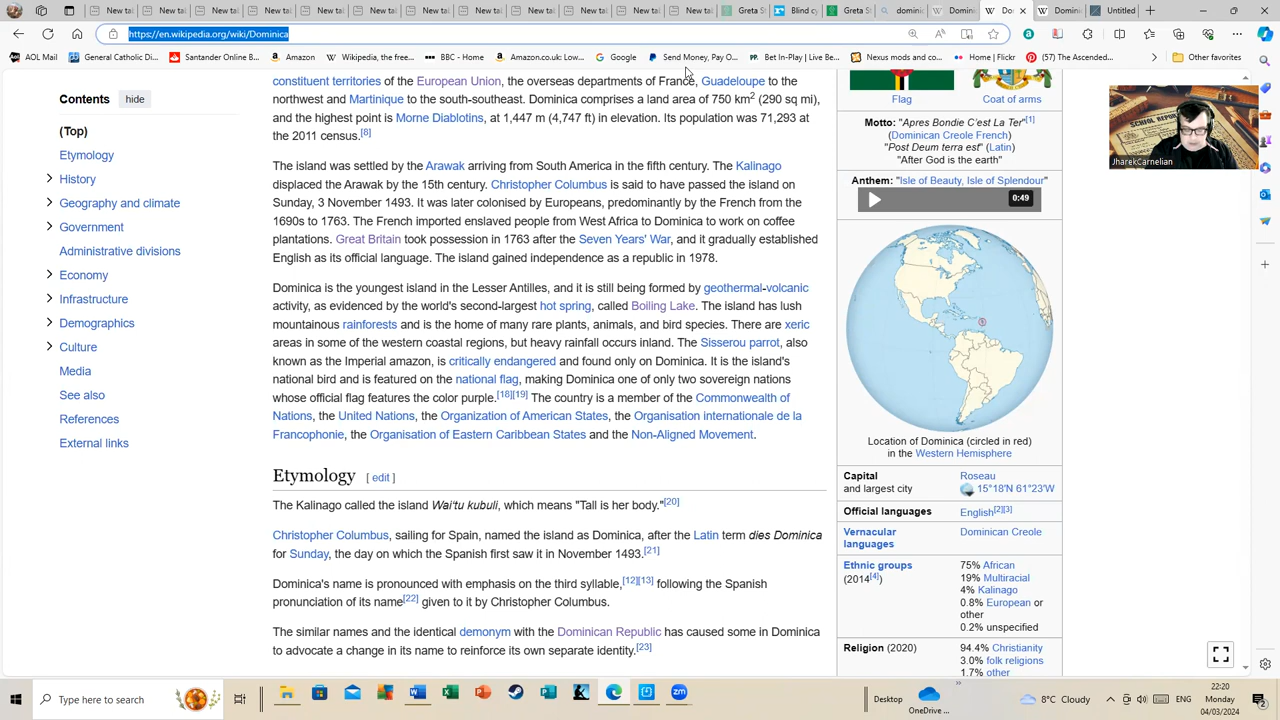 Greta S
Blind cy
Greta S
domini
W Domini
W Domini
Untitled
https://en.wikipedia.org/wiki/Dominica
AOL Mail
General
Santander Online B...
Amazon
Wikipedia, the free...
BBC - Home
Amazon.co.uk: Low...
Google
Send Money, Pay O...
Bet In-Play | Live Be...
Nexus mods and co...
Home | Flickr
(57) The Ascended...
Other favorites
Contents hide
(Top)
Etymology
History
Geography and climate
Government
Administrative divisions
Economy
Infrastructure
Demographics
Culture
Media
See also
References
External links
constituent territories of the European Union, the overseas departments of France, Guadeloupe to the
northwest and Martinique to the south-southeast. Dominica comprises a land area of 750 km2 (290 sq mi),
and the highest point is Morne Diablotins, at 1,447 m (4,747 ft) in elevation. Its population was 71,293 at
the 2011 census.[8]
The island was settled by the Arawak arriving from South America in the fifth century. The Kalinago
displaced the Arawak by the 15th century. Christopher Columbus is said to have passed the island on
Sunday, 3 November 1493. It was later colonised by Europeans, predominantly by the French from the
1690s to 1763. The French imported enslaved people from West Africa to Dominica to work on coffee
plantations. Great Britain took possession in 1763 after the Seven Years' War, and it gradually established
English as its official language. The island gained independence as a republic in 1978.
Dominica is the youngest island in the Lesser Antilles, and it is still being formed by geothermal-volcanic
activity, as evidenced by the world's second-largest hot spring, called Boiling Lake. The island has lush
mountainous rainforests and is the home of many rare plants, animals, and bird species. There are xeric
areas in some of the western coastal regions, but heavy rainfall occurs inland. The Sisserou parrot, also
known as the Imperial amazon, is critically endangered and found only on Dominica. It is the island's
national bird and is featured on the national flag, making Dominica one of only two sovereign nations
whose official flag features the color purple.[18][19] The country is a member of the Commonwealth of
Nations, the United Nations, the Organization of American States, the Organisation internationale de la
Francophonie, the Organisation of Eastern Caribbean States and the Non-Aligned Movement.
Etymology [ edit ]
The Kalinago called the island Wai'tu kubuli, which means "Tall is her body."[20]
Christopher Columbus, sailing for Spain, named the island as Dominica, after the Latin term dies Dominica
for Sunday, the day on which the Spanish first saw it in November 1493.[21]
Dominica's name is pronounced with emphasis on the third syllable,[12][13] following the Spanish
pronunciation of its name[22] given to it by Christopher Columbus.
The similar names and the identical demonym with the Dominican Republic has caused some in Dominica
to advocate a change in its name to reinforce its own separate identity.[23]
Flag
Coat of arms
Motto: "Apres Bondie C'est La Ter"[1]
(Dominican Creole French)
"Post Deum terra est" (Latin)
"After God is the earth"
Anthem: "Isle of Beauty, Isle of Splendour"
0:49
Location of Dominica (circled in red)
in the Western Hemisphere
Capital Roseau
and largest city 15°18′N 61°23′W
Official languages English[2][3]
Vernacular Dominican Creole
languages
Ethnic groups 75% African
(2014[4]) 19% Multiracial
4% Kalinago
0.8% European or
other
0.2% unspecified
Religion (2020) 94.4% Christianity
3.0% folk religions
1.7% other
SCHOOL REPORT
JharekCarnelian
Type here to search
Desktop
OneDrive ...
8°C Cloudy
ENG
22:20
Monday
04/03/2024
2